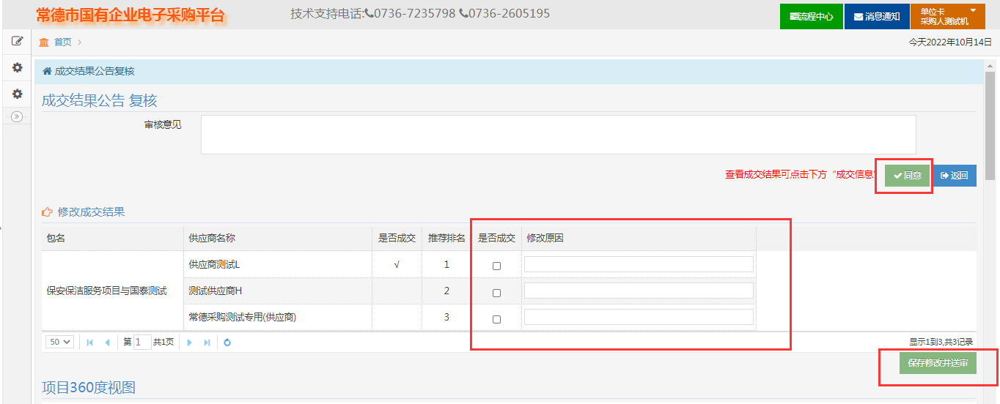 常德市国有企业电子采购平台
技术支持电话:0736-7235798 0736-2605195
流程中心
消息通知
单位卡
采购人测试机
首页
今天2022年10月14日
成交结果公告复核
成交结果公告 复核
审核意见
查看成交结果可点击下方“成交信息”
同意
返回
修改成交结果
包名 供应商名称 是否成交 推荐排名 是否成交 修改原因
供应商测试L √ 1
保安保洁服务项目与国泰测试 测试供应商H 2
常德采购测试专用(供应商) 3
50 第 1 共1页 显示1到3,共3记录
保存修改并送审
项目360度视图